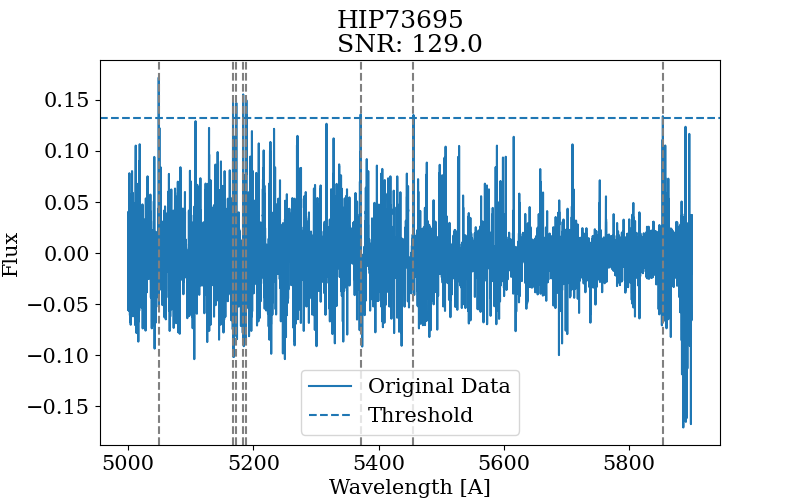 HIP73695
SNR: 129.0
Flux
0.15
0.10
0.05
0.00
−0.05
−0.10
−0.15
Original Data
Threshold
5000 5200 5400 5600 5800
Wavelength [A]